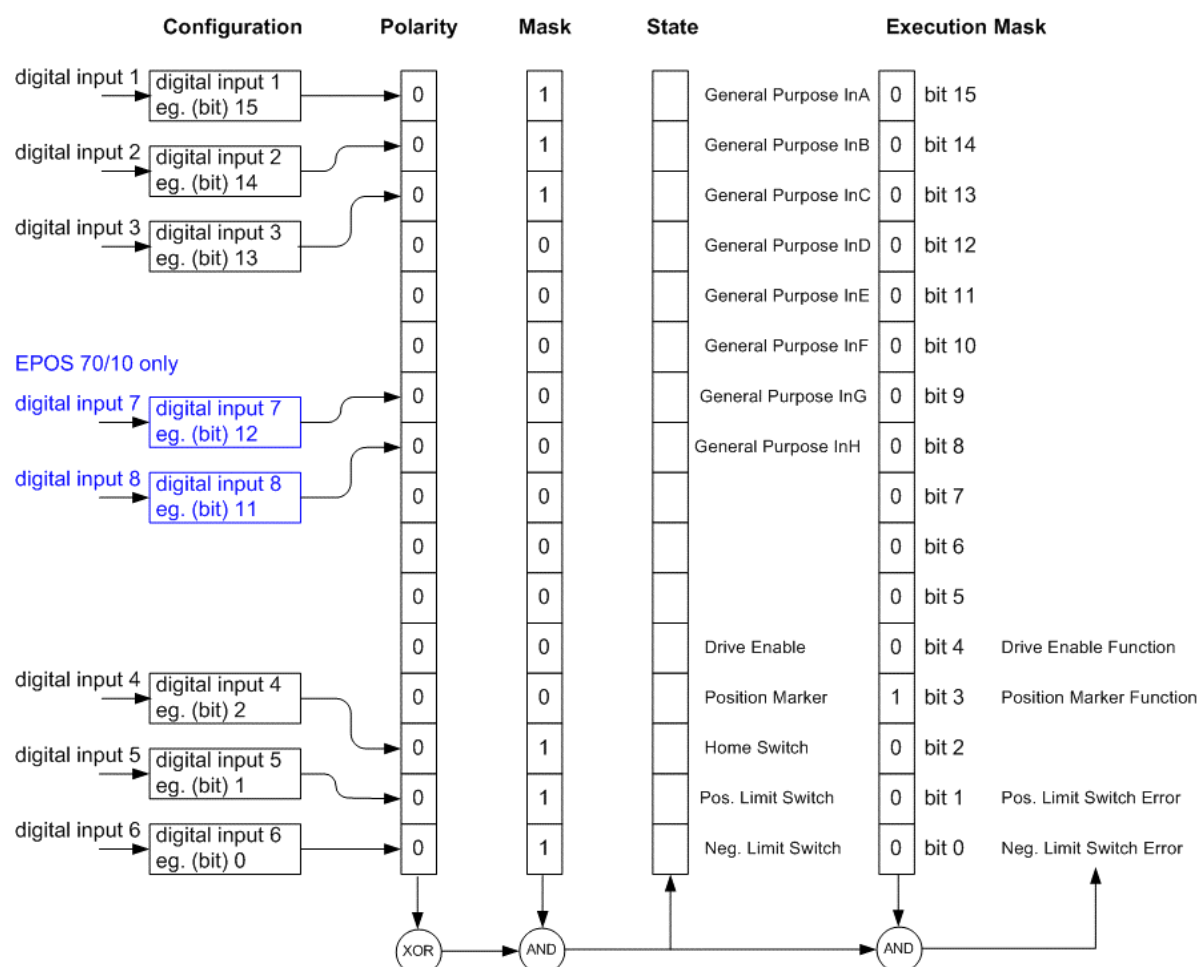 Configuration Polarity Mask State Execution Mask
digital input 1
digital input 1
eg. (bit) 15
0 1 General Purpose InA 0 bit 15
digital input 2
digital input 2
eg. (bit) 14
0 1 General Purpose InB 0 bit 14
digital input 3
digital input 3
eg. (bit) 13
0 1 General Purpose InC 0 bit 13
0 0 General Purpose InD 0 bit 12
0 0 General Purpose InE 0 bit 11
0 0 General Purpose InF 0 bit 10
EPOS 70/10 only
digital input 7
digital input 7
eg. (bit) 12
0 0 General Purpose InG 0 bit 9
digital input 8
digital input 8
eg. (bit) 11
0 0 General Purpose InH 0 bit 8
0 0 0 bit 7
0 0 0 bit 6
0 0 0 bit 5
0 0 Drive Enable 0 bit 4 Drive Enable Function
digital input 4
digital input 4
eg. (bit) 2
0 0 Position Marker 1 bit 3 Position Marker Function
0 1 Home Switch 0 bit 2
digital input 5
digital input 5
eg. (bit) 1
0 1 Pos. Limit Switch 0 bit 1 Pos. Limit Switch Error
digital input 6
digital input 6
eg. (bit) 0
0 1 Neg. Limit Switch 0 bit 0 Neg. Limit Switch Error
XOR AND AND